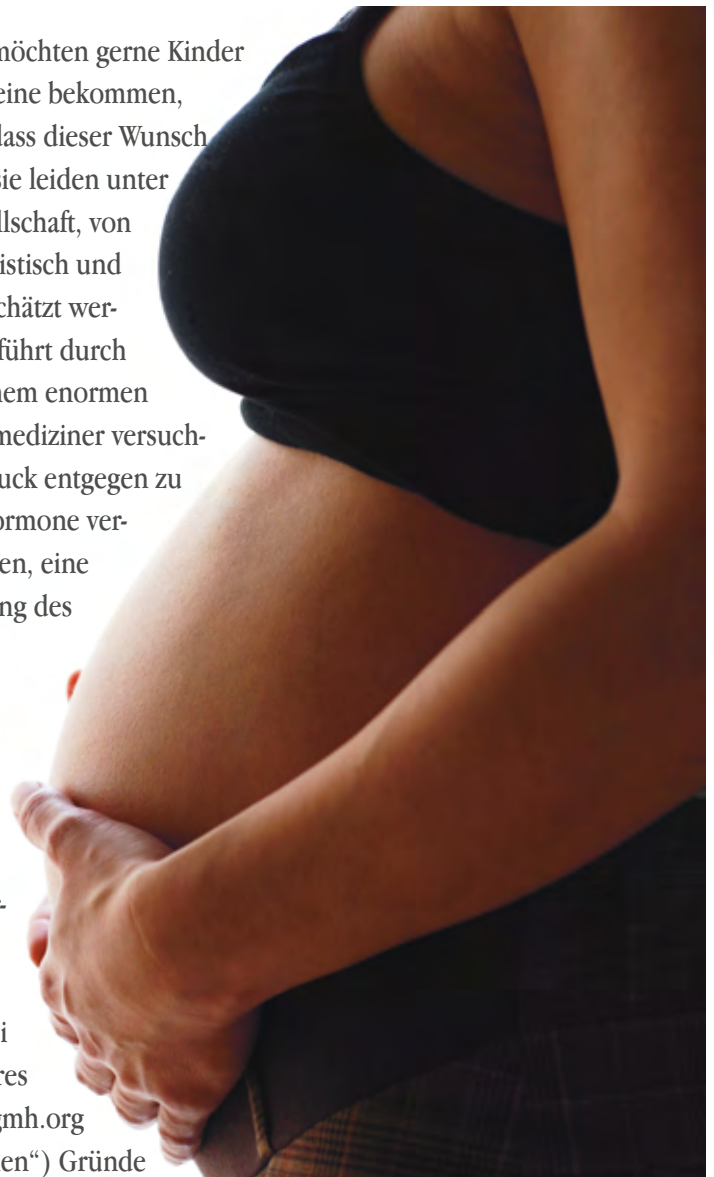 möchten gerne Kinder
eine bekommen,
dass dieser Wunsch
sie leiden unter
llschaft, von
istisch und
chätzt wer-
führt durch
nem enormen
mediziner versuch-
uck entgegen zu
ormone ver-
en, eine
ng des
-
i
res
gmh.org
en“) Gründe